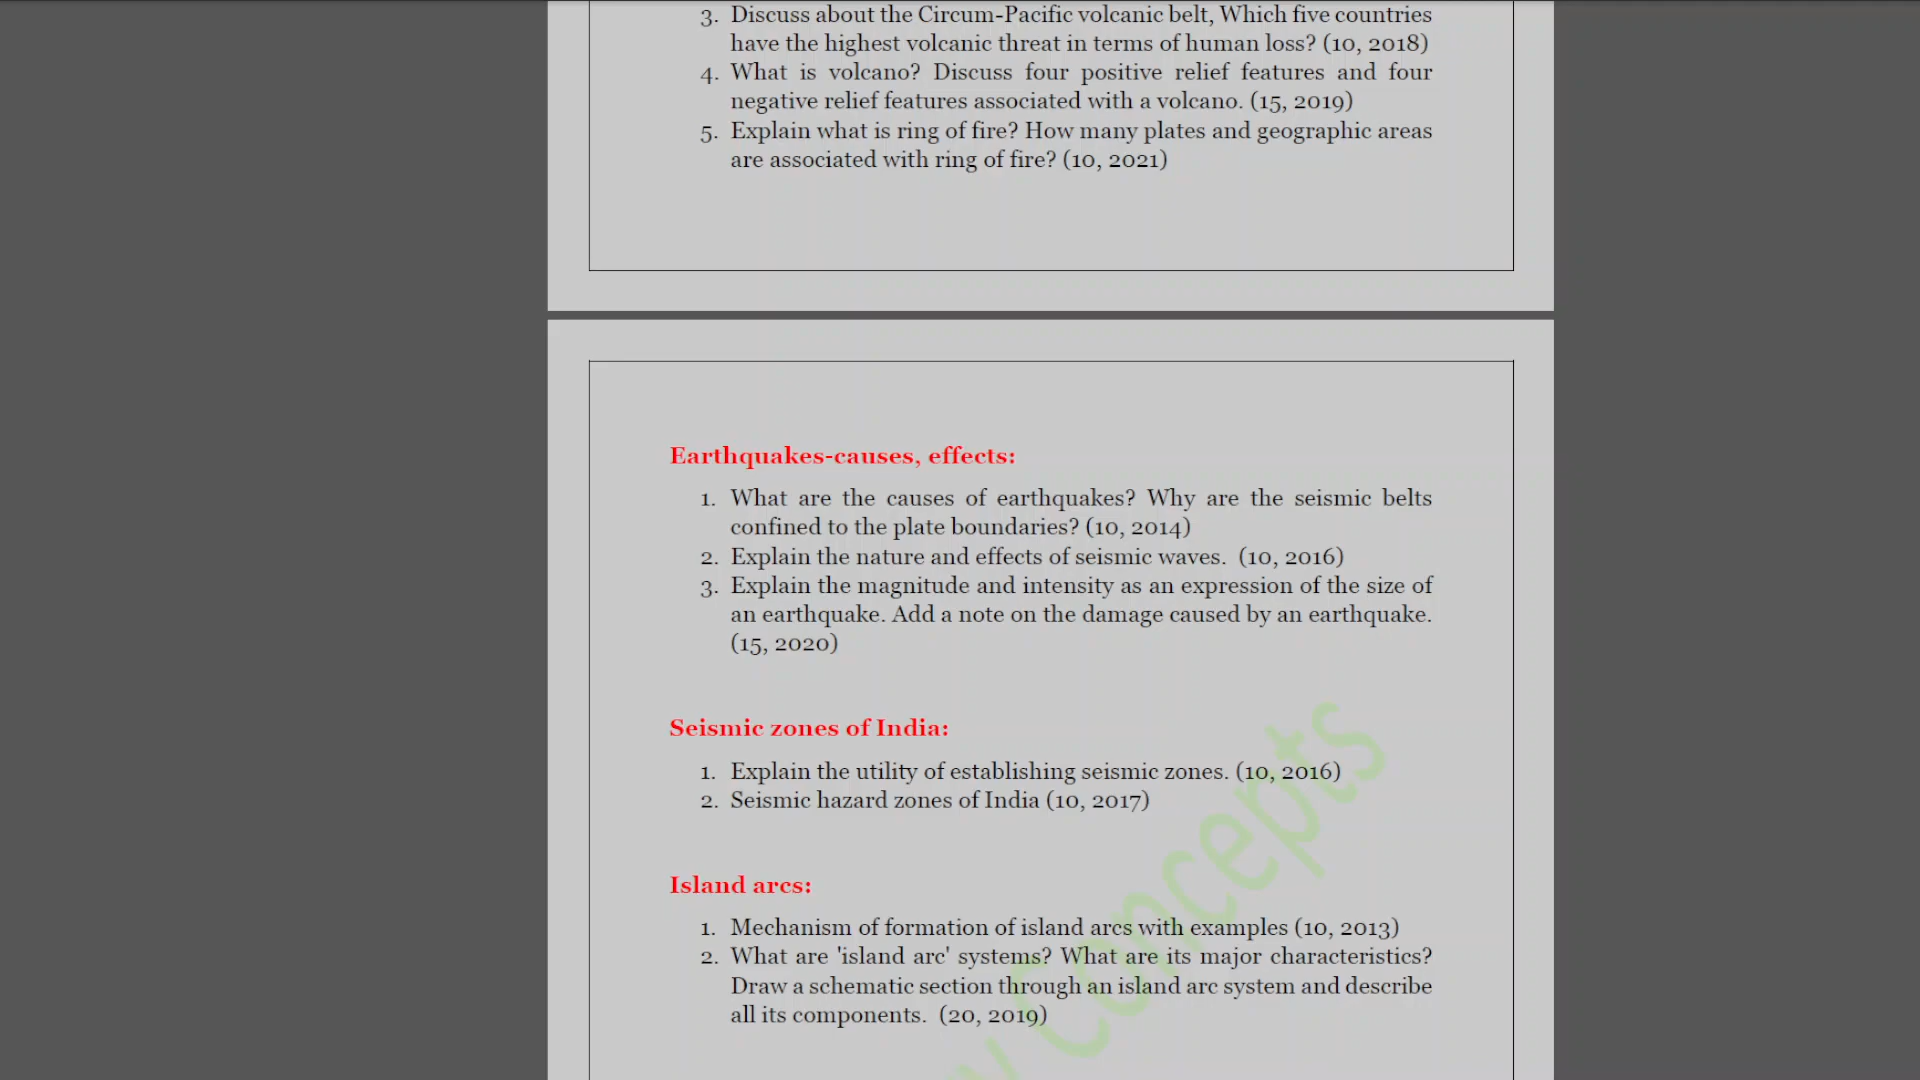 3. Discuss about the Circum-Pacific volcanic belt, Which five countries
have the highest volcanic threat in terms of human loss? (10, 2018)
4. What is volcano? Discuss four positive relief features and four
negative relief features associated with a volcano. (15, 2019)
5. Explain what is ring of fire? How many plates and geographic areas
are associated with ring of fire? (10, 2021)
Earthquakes-causes, effects:
1. What are the causes of earthquakes? Why are the seismic belts
confined to the plate boundaries? (10, 2014)
2. Explain the nature and effects of seismic waves. (10, 2016)
3. Explain the magnitude and intensity as an expression of the size of
an earthquake. Add a note on the damage caused by an earthquake.
(15, 2020)
Seismic zones of India:
1. Explain the utility of establishing seismic zones. (10, 2016)
2. Seismic hazard zones of India (10, 2017)
Island arcs:
1. Mechanism of formation of island arcs with examples (10, 2013)
2. What are 'island arc' systems? What are its major characteristics?
Draw a schematic section through an island arc system and describe
all its components. (20, 2019)
Concepts